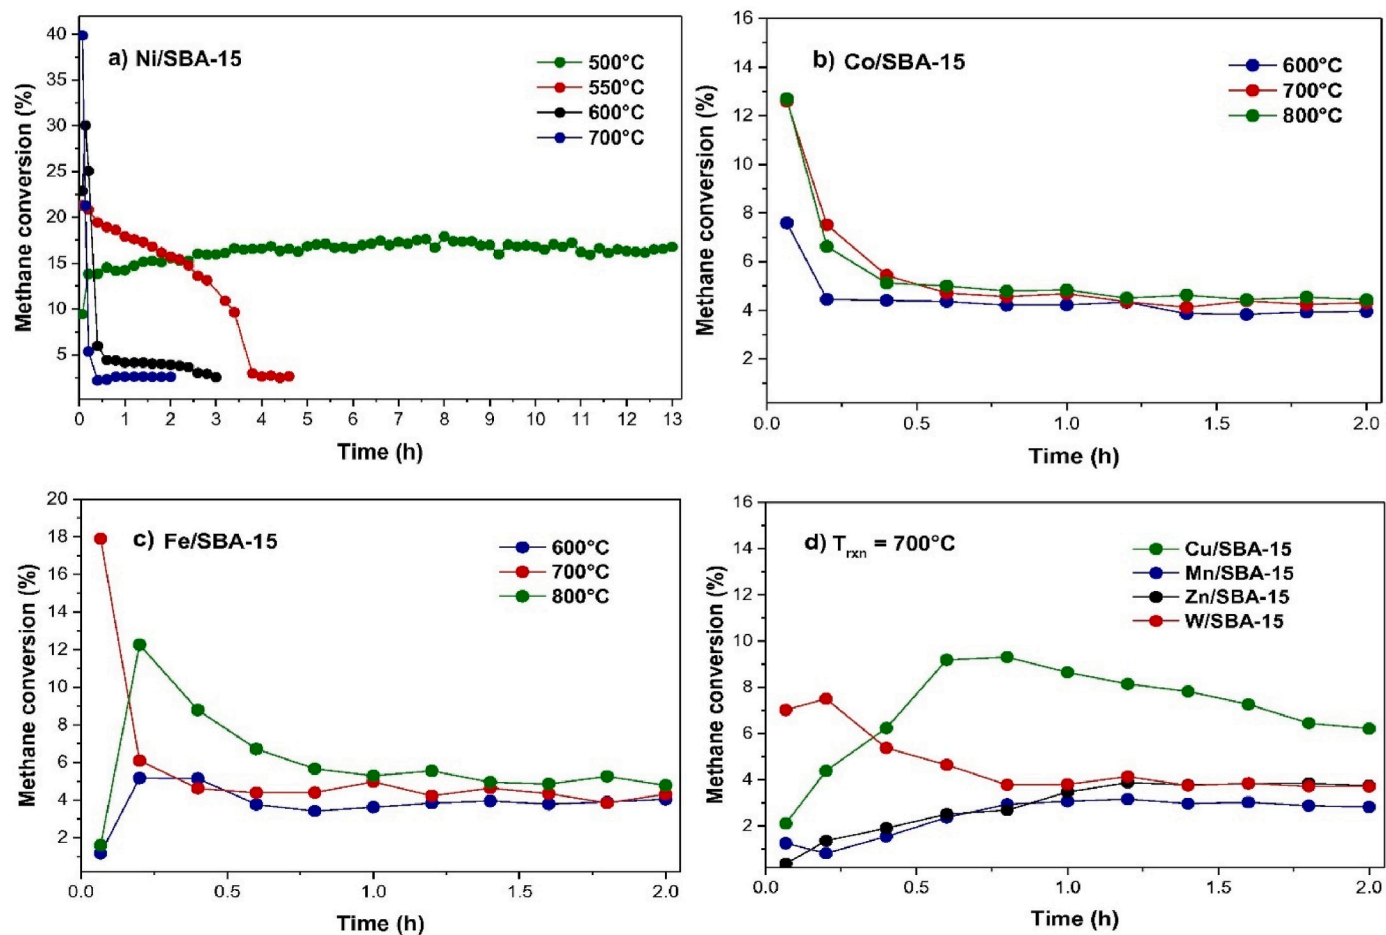 a) Ni/SBA-15
500°C
550°C
600°C
700°C
Methane conversion (%)
40
35
30
25
20
15
10
5
0 1 2 3 4 5 6 7 8 9 10 11 12 13
Time (h)
b) Co/SBA-15
600°C
700°C
800°C
Methane conversion (%)
16
14
12
10
8
6
4
2
0.0 0.5 1.0 1.5 2.0
Time (h)
c) Fe/SBA-15
600°C
700°C
800°C
Methane conversion (%)
20
18
16
14
12
10
8
6
4
2
0.0 0.5 1.0 1.5 2.0
Time (h)
d) Trxn = 700°C
Cu/SBA-15
Mn/SBA-15
Zn/SBA-15
W/SBA-15
Methane conversion (%)
16
14
12
10
8
6
4
2
0.0 0.5 1.0 1.5 2.0
Time (h)